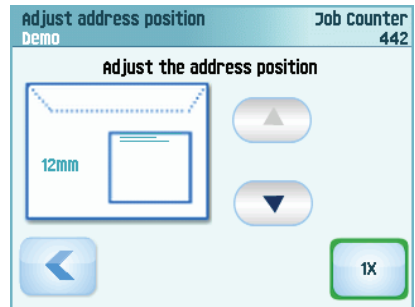 Adjust address position
Job Counter
Demo
442
Adjust the address position
12mm
1X